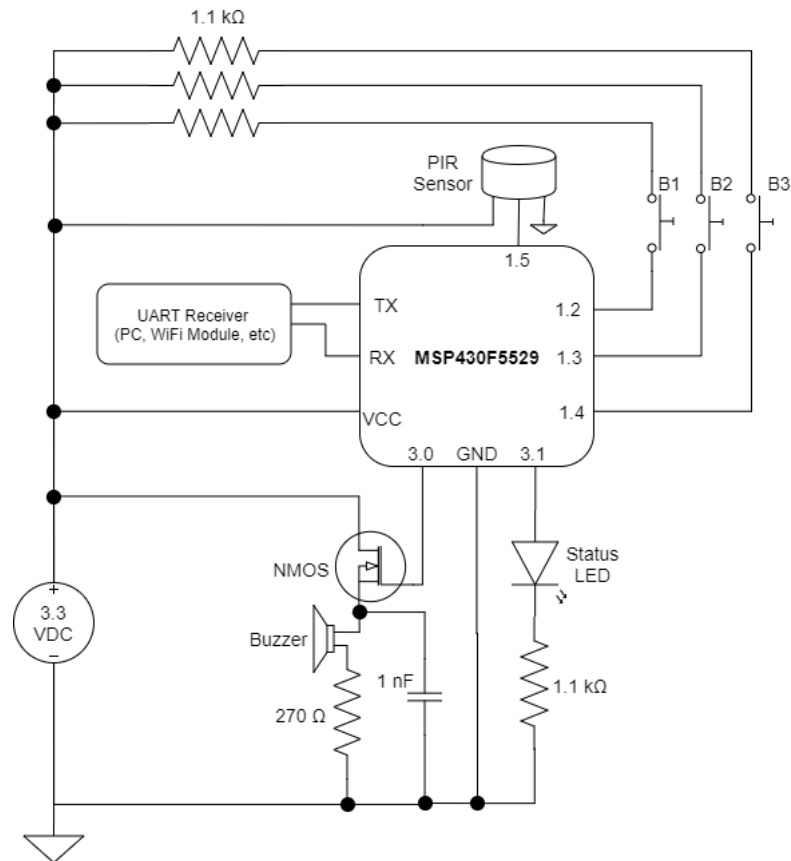 1.1 kΩ
PIR
Sensor
B1
B2
B3
1.5
UART Receiver
(PC, WiFi Module, etc)
TX
1.2
RX
MSP430F5529
1.3
VCC
1.4
3.0
GND
3.1
NMOS
Status
LED
+
3.3
VDC
–
Buzzer
1 nF
1.1 kΩ
270 Ω